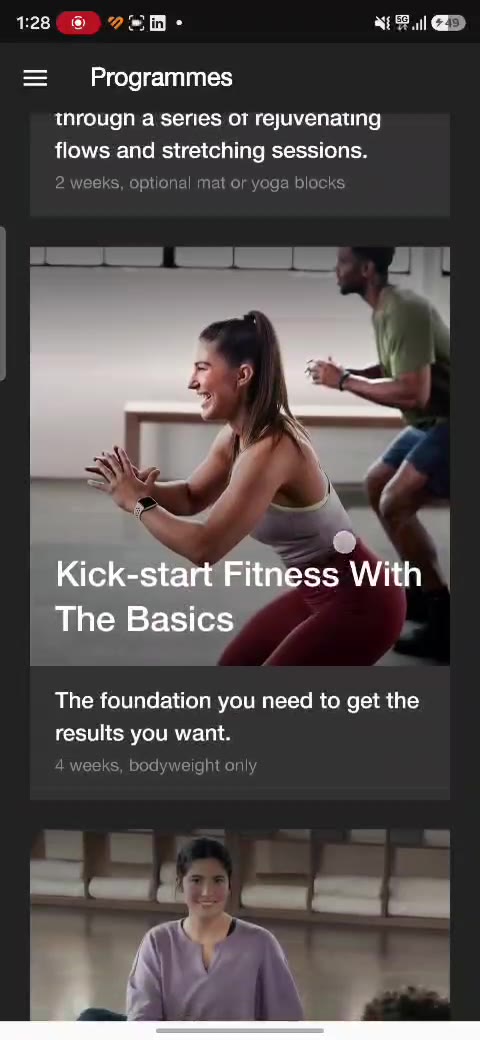 1:28
5G
49
Programmes
through a series of rejuvenating
flows and stretching sessions.
2 weeks, optional mat or yoga blocks
Kick-start Fitness With
The Basics
The foundation you need to get the
results you want.
4 weeks, bodyweight only